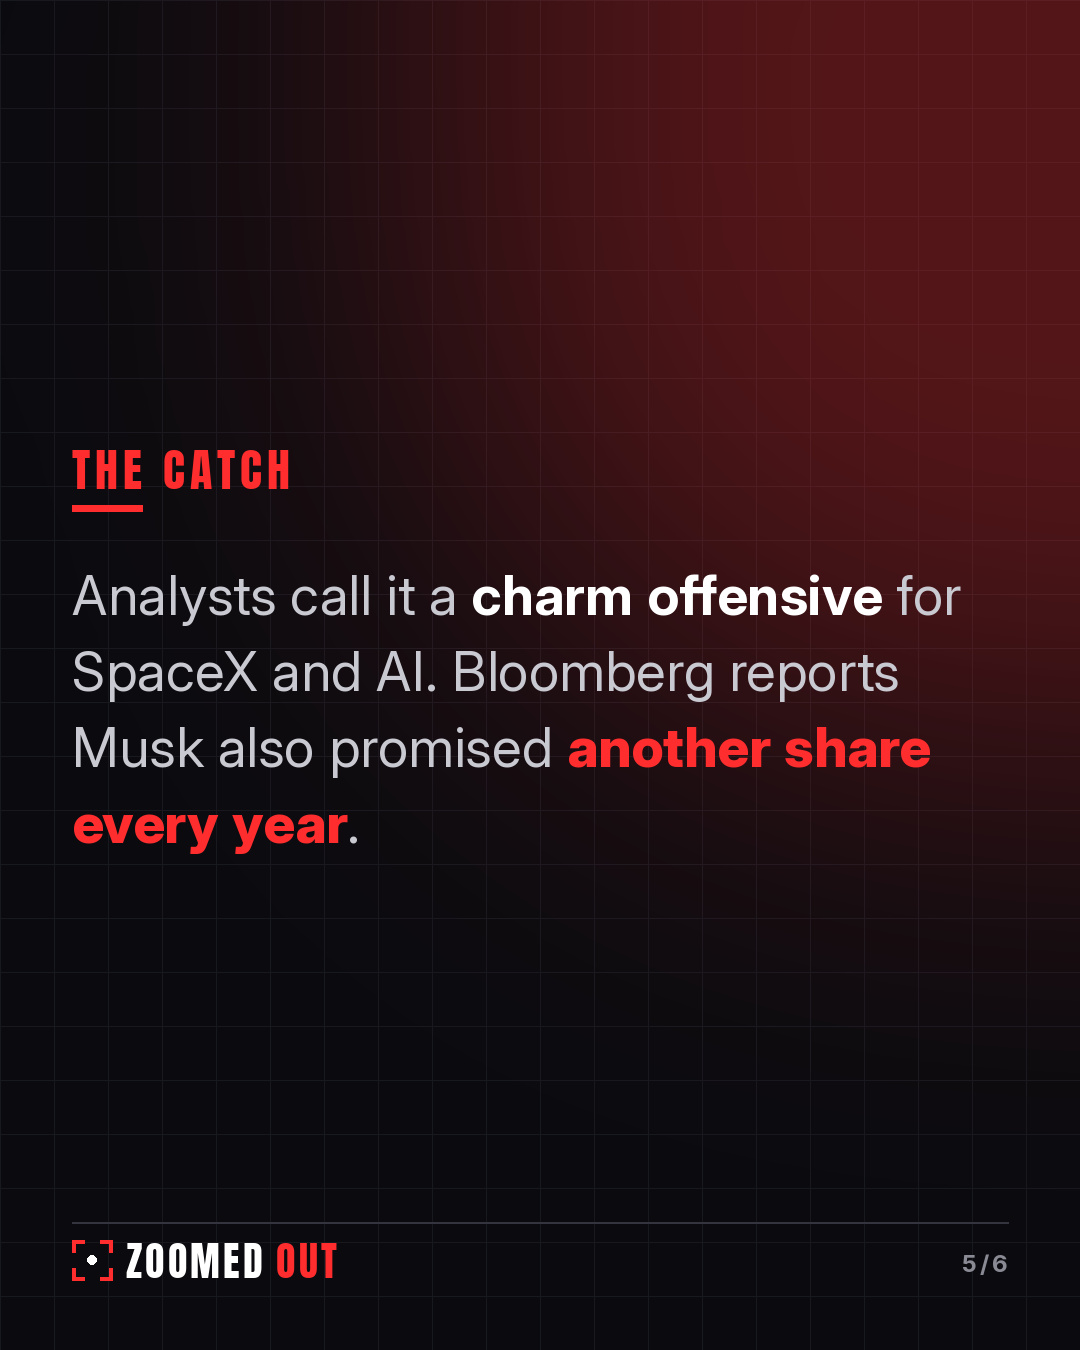 THE CATCH
Analysts call it a charm offensive for
SpaceX and AI. Bloomberg reports
Musk also promised another share
every year.
ZOOMED OUT
5/6